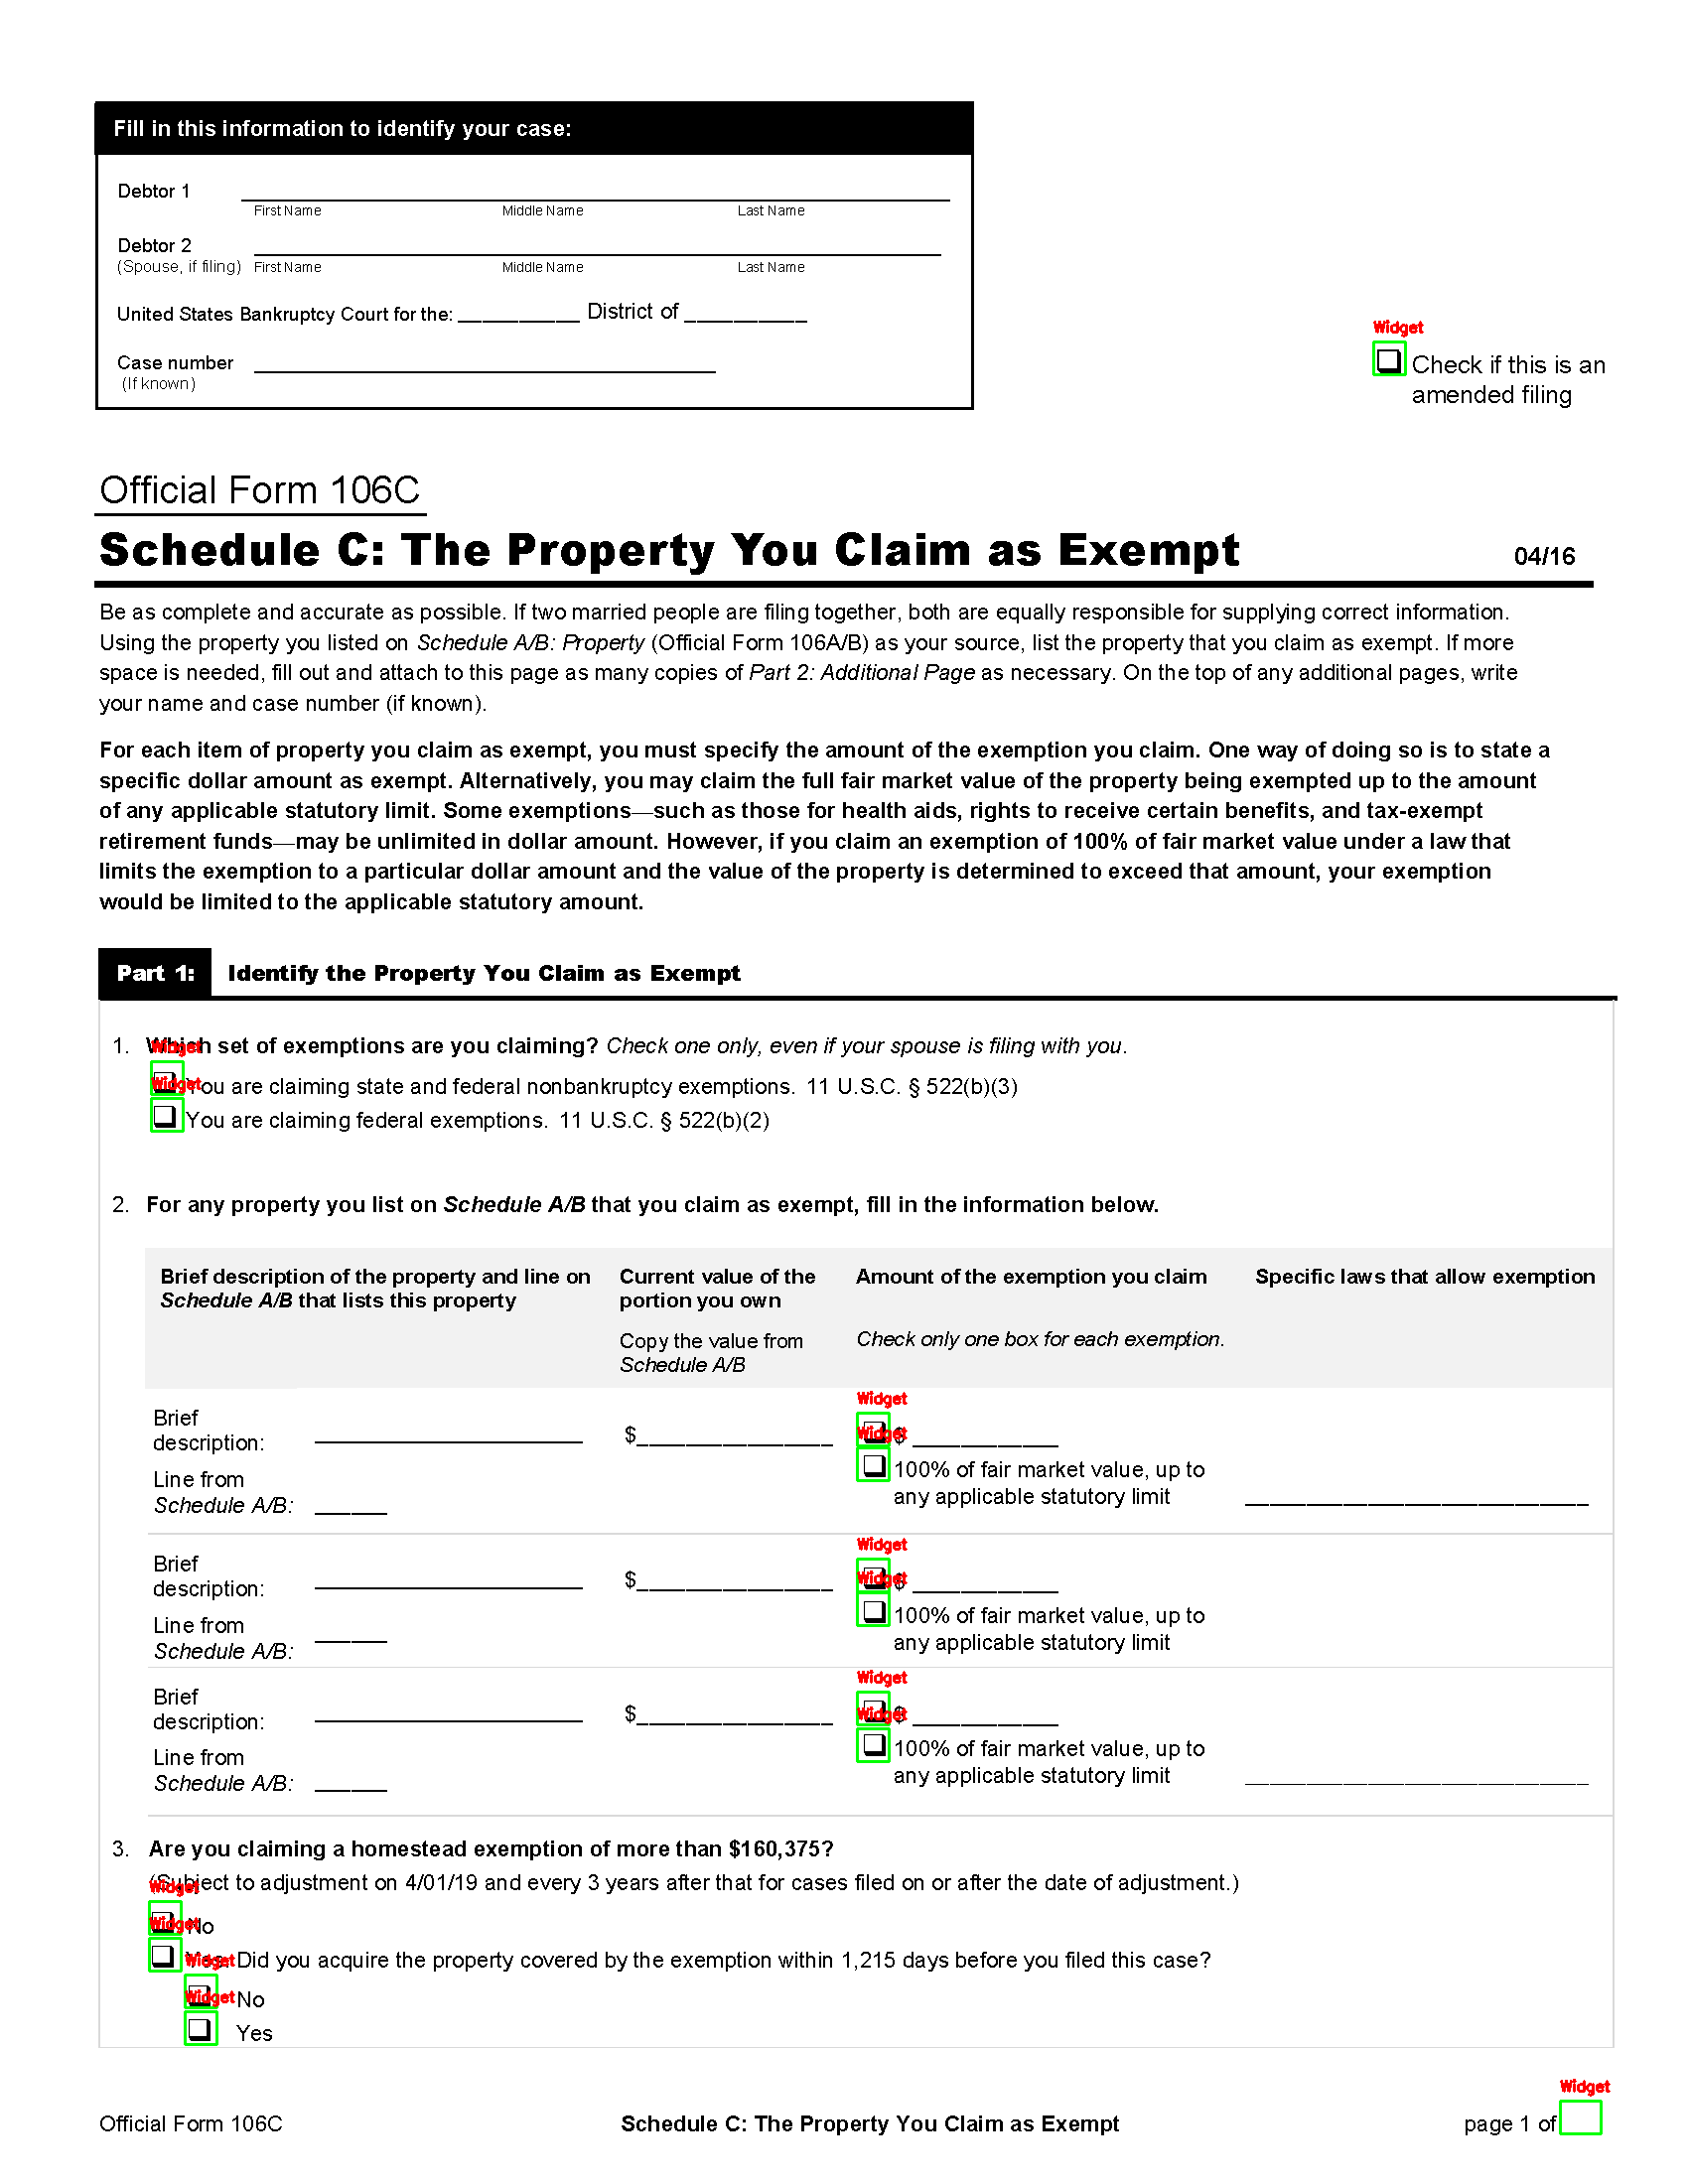 Fill in this information to identify your case:
Debtor 1
First Name Middle Name Last Name
Debtor 2
(Spouse, if filing) First Name Middle Name Last Name
United States Bankruptcy Court for the: __________ District of __________
Case number
(If known)
Widget
Check if this is an
amended filing
Official Form 106C
Schedule C: The Property You Claim as Exempt 04/16
Be as complete and accurate as possible. If two married people are filing together, both are equally responsible for supplying correct information.
Using the property you listed on Schedule A/B: Property (Official Form 106A/B) as your source, list the property that you claim as exempt. If more
space is needed, fill out and attach to this page as many copies of Part 2: Additional Page as necessary. On the top of any additional pages, write
your name and case number (if known).
For each item of property you claim as exempt, you must specify the amount of the exemption you claim. One way of doing so is to state a
specific dollar amount as exempt. Alternatively, you may claim the full fair market value of the property being exempted up to the amount
of any applicable statutory limit. Some exemptions—such as those for health aids, rights to receive certain benefits, and tax-exempt
retirement funds—may be unlimited in dollar amount. However, if you claim an exemption of 100% of fair market value under a law that
limits the exemption to a particular dollar amount and the value of the property is determined to exceed that amount, your exemption
would be limited to the applicable statutory amount.
Part 1: Identify the Property You Claim as Exempt
1. Which set of exemptions are you claiming? Check one only, even if your spouse is filing with you.
Widget
You are claiming state and federal nonbankruptcy exemptions. 11 U.S.C. § 522(b)(3)
Widget
You are claiming federal exemptions. 11 U.S.C. § 522(b)(2)
2. For any property you list on Schedule A/B that you claim as exempt, fill in the information below.
Brief description of the property and line on Schedule A/B that lists this property
Current value of the portion you own
Copy the value from Schedule A/B
Amount of the exemption you claim
Check only one box for each exemption.
Specific laws that allow exemption
Widget
Brief
description: $________________ Widget $ ____________
Line from 100% of fair market value, up to
Schedule A/B: ______ any applicable statutory limit ____________________________
Widget
Brief
description: $________________ Widget $ ____________
Line from 100% of fair market value, up to
Schedule A/B: ______ any applicable statutory limit
Widget
Brief
description: $________________ Widget $ ____________
Line from 100% of fair market value, up to
Schedule A/B: ______ any applicable statutory limit ____________________________
3. Are you claiming a homestead exemption of more than $160,375?
(Subject to adjustment on 4/01/19 and every 3 years after that for cases filed on or after the date of adjustment.)
Widget
Widget No
Widget Did you acquire the property covered by the exemption within 1,215 days before you filed this case?
Widget No
Yes
Widget
Official Form 106C Schedule C: The Property You Claim as Exempt page 1 of